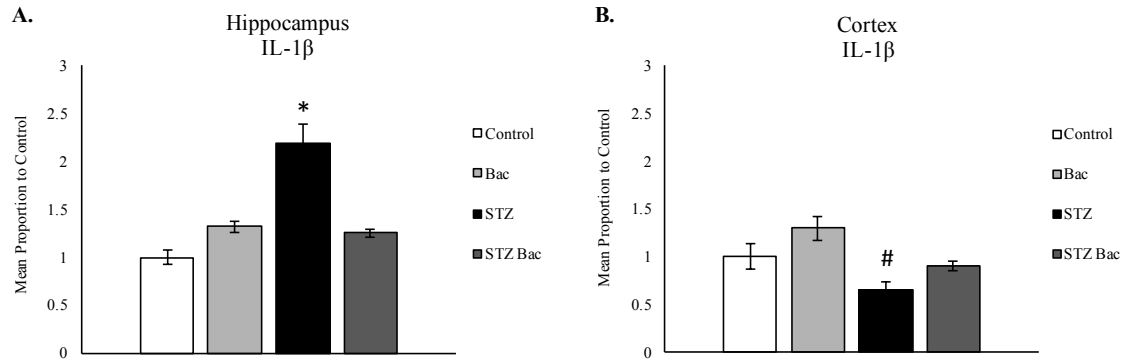 A.
Hippocampus
IL-1β
Mean Proportion to Control
3
2.5
2
1.5
1
0.5
0
*
Control
Bac
STZ
STZ Bac
B.
Cortex
IL-1β
Mean Proportion to Control
3
2.5
2
1.5
1
0.5
0
#
Control
Bac
STZ
STZ Bac